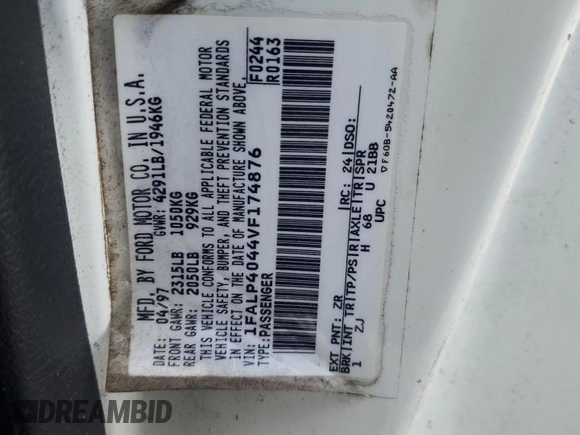 MFD. BY FORD MOTOR CO. IN U.S.A.
04/97 GVWR: 4291LB/1946KG
FRONT GAWR: 2315LB 1050KG
REAR GAWR: 2050LB 929KG
THIS VEHICLE CONFORMS TO ALL APPLICABLE FEDERAL MOTOR
VEHICLE SAFETY, BUMPER, AND THEFT PREVENTION STANDARDS
IN EFFECT ON THE DATE OF MANUFACTURE SHOWN ABOVE.
VIN: 1FALP4044VF174876 F0244
TYPE: PASSENGER R0163
EXT PNT: ZR RC: 24 DSO:
BRK INT TR TP/PS R AXLE TR SPR
1 ZJ H 68 U 21BB
UPC
▽F60B-5420472-AA
DREAMBID